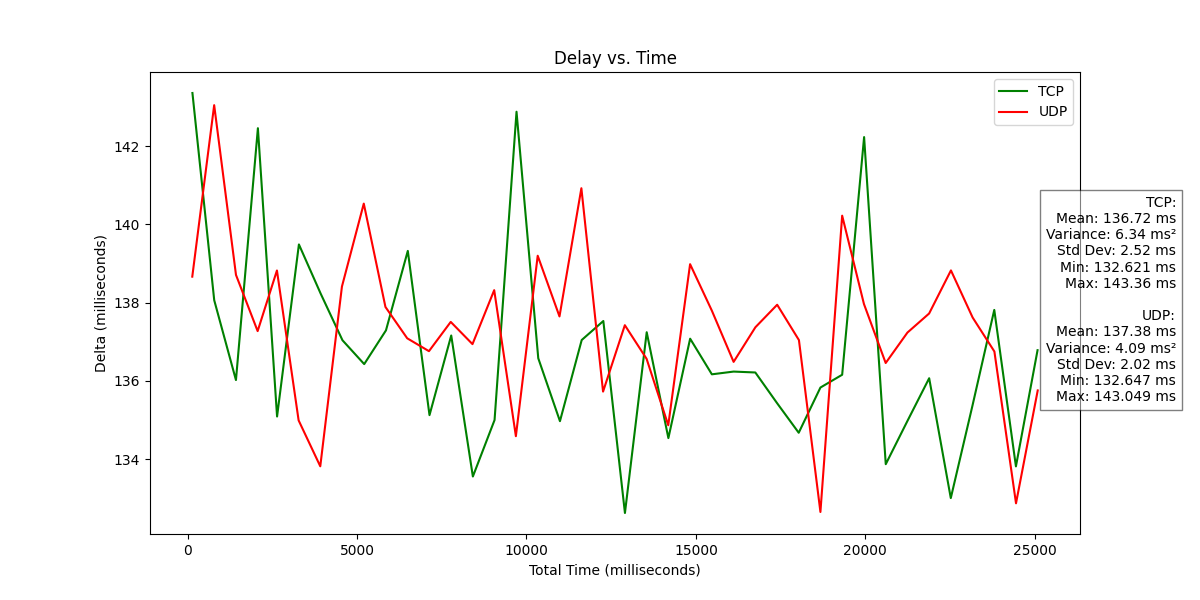 Delay vs. Time
TCP
UDP
142
140
138
136
134
Delta (milliseconds)
0
5000
10000
15000
20000
25000
Total Time (milliseconds)
TCP:
Mean: 136.72 ms
Variance: 6.34 ms²
Std Dev: 2.52 ms
Min: 132.621 ms
Max: 143.36 ms
UDP:
Mean: 137.38 ms
Variance: 4.09 ms²
Std Dev: 2.02 ms
Min: 132.647 ms
Max: 143.049 ms